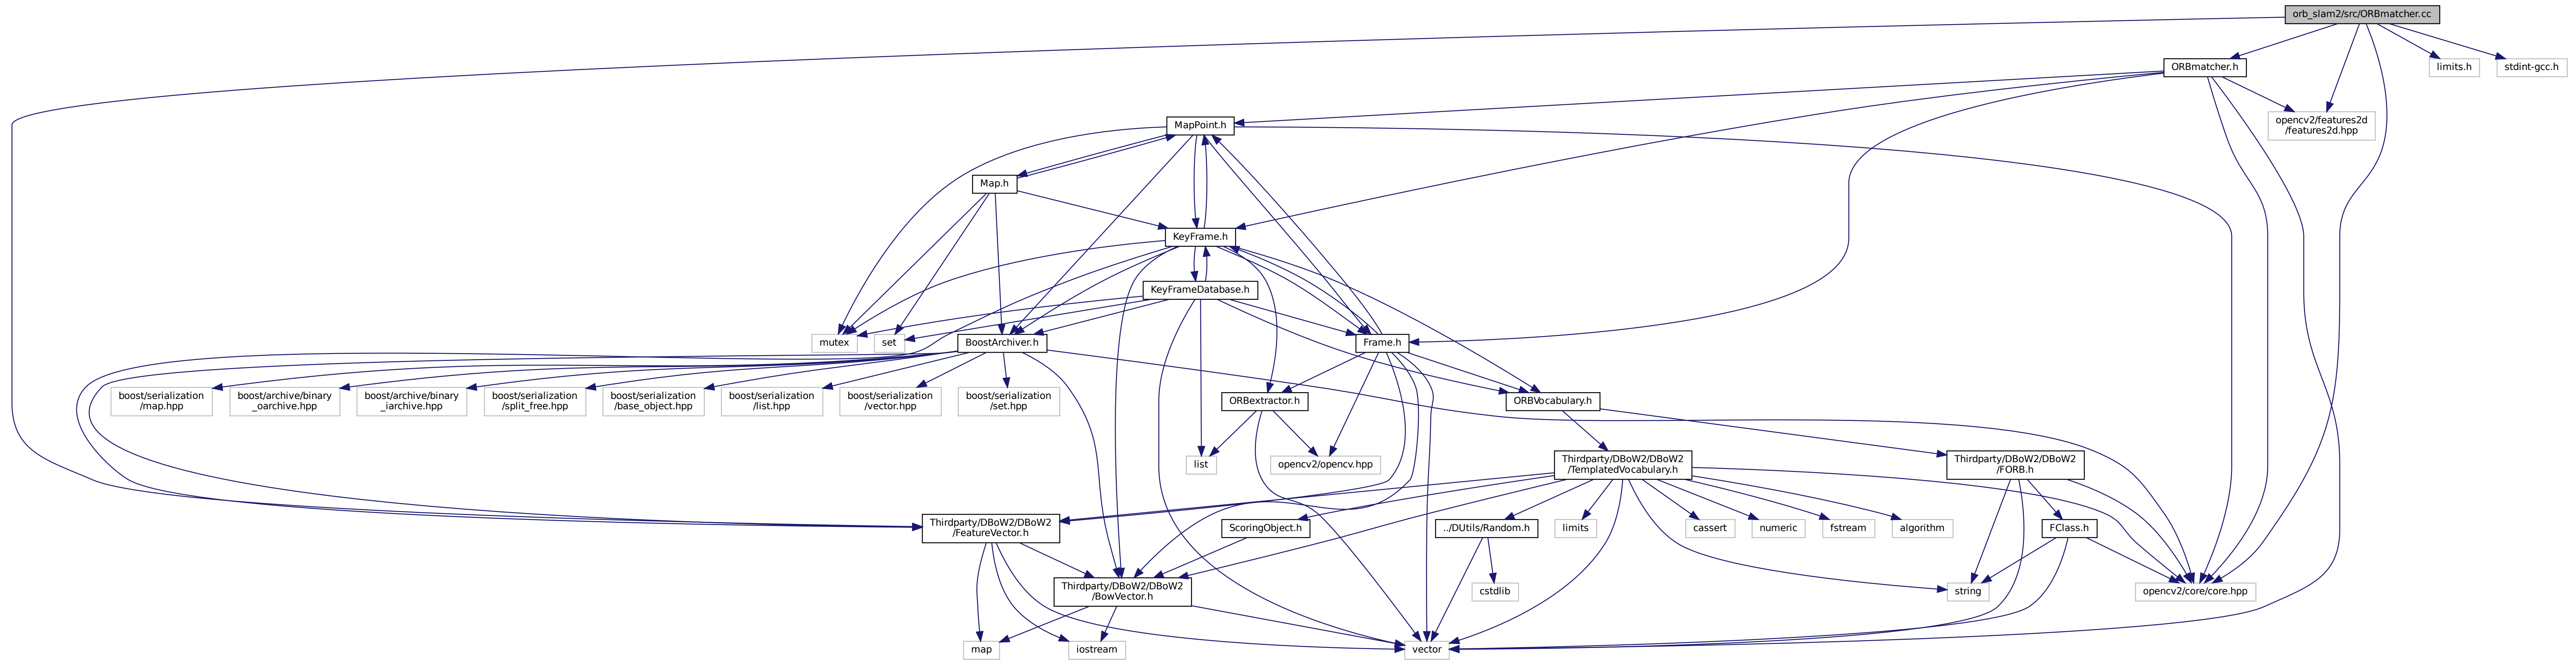 orb_slam2/src/ORBmatcher.cc
ORBmatcher.h
limits.h
stdint-gcc.h
MapPoint.h
opencv2/features2d
/features2d.hpp
Map.h
KeyFrame.h
KeyFrameDatabase.h
mutex
set
BoostArchiver.h
Frame.h
boost/serialization
/map.hpp
boost/archive/binary
_oarchive.hpp
boost/archive/binary
_iarchive.hpp
boost/serialization
/split_free.hpp
boost/serialization
/base_object.hpp
boost/serialization
/list.hpp
boost/serialization
/vector.hpp
boost/serialization
/set.hpp
ORBextractor.h
ORBVocabulary.h
list
opencv2/opencv.hpp
Thirdparty/DBoW2/DBoW2
/TemplatedVocabulary.h
Thirdparty/DBoW2/DBoW2
/FORB.h
Thirdparty/DBoW2/DBoW2
/FeatureVector.h
ScoringObject.h
../DUtils/Random.h
limits
cassert
numeric
fstream
algorithm
FClass.h
Thirdparty/DBoW2/DBoW2
/BowVector.h
cstdlib
string
opencv2/core/core.hpp
map
iostream
vector